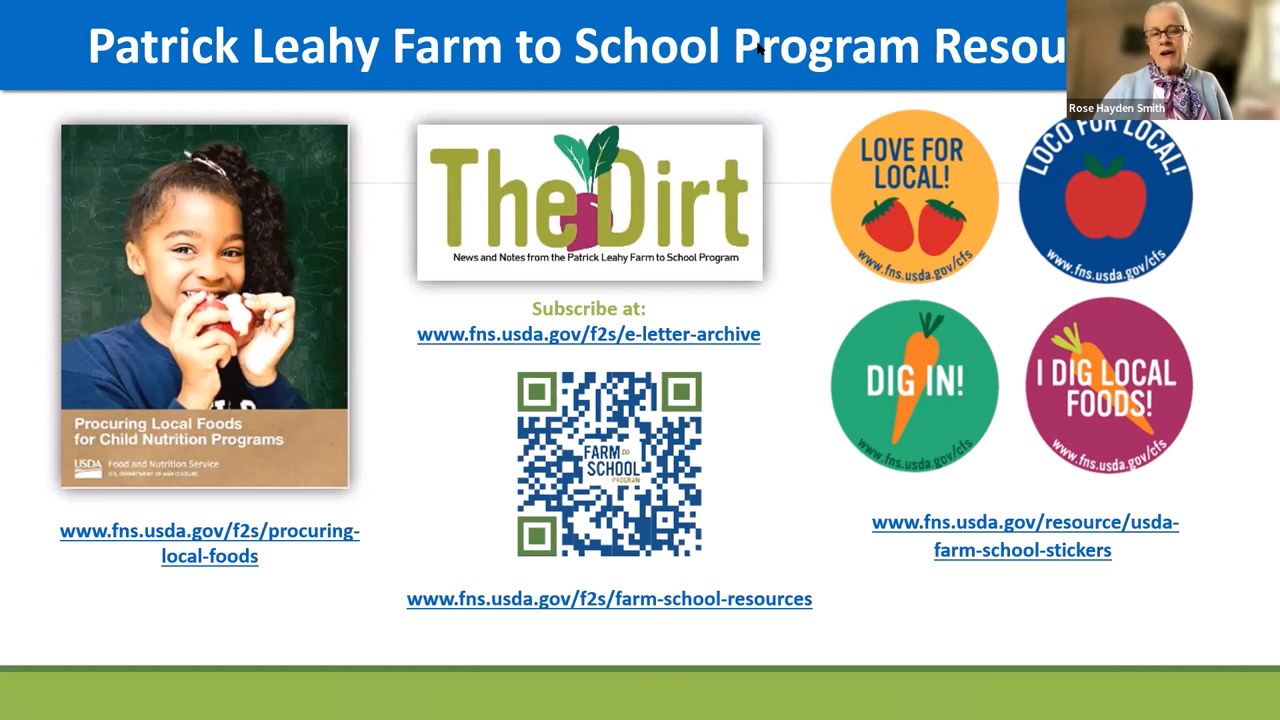 Patrick Leahy Farm to School Program Resou
Rose Hayden Smith
Procuring Local Foods
for Child Nutrition Programs
USDA
Food and Nutrition Service
U.S. DEPARTMENT OF AGRICULTURE
www.fns.usda.gov/f2s/procuring-
local-foods
The Dirt
News and Notes from the Patrick Leahy Farm to School Program
Subscribe at:
www.fns.usda.gov/f2s/e-letter-archive
FARM to
SCHOOL
PROGRAM
www.fns.usda.gov/f2s/farm-school-resources
LOVE FOR
LOCAL!
www.fns.usda.gov/cfs
LOCO FOR LOCAL!
www.fns.usda.gov/cfs
DIG IN!
www.fns.usda.gov/cfs
I DIG LOCAL
FOODS!
www.fns.usda.gov/cfs
www.fns.usda.gov/resource/usda-
farm-school-stickers